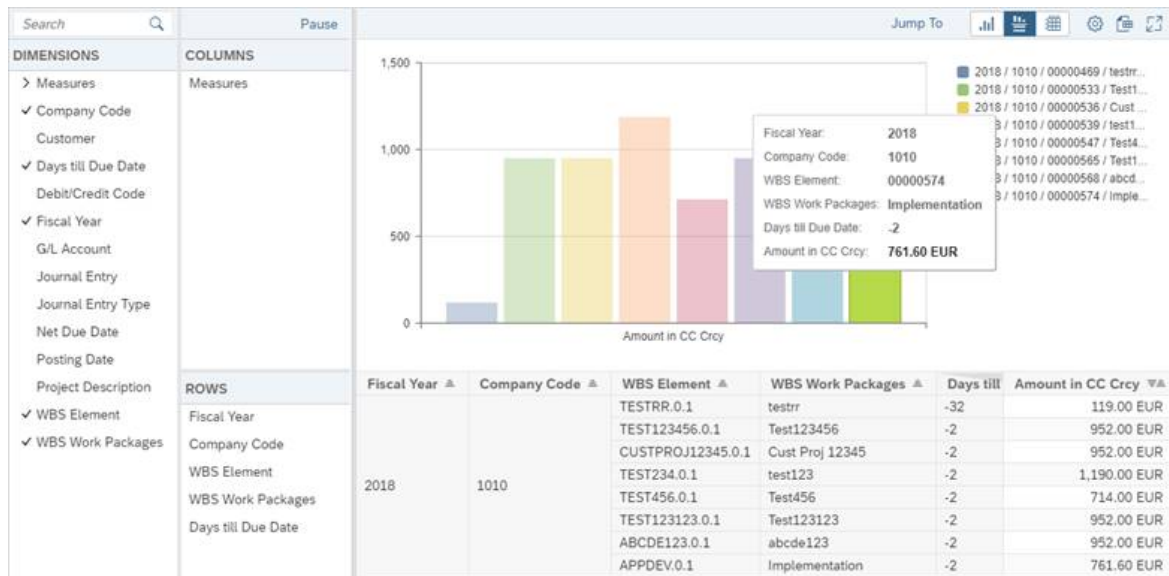 Search
Pause
Jump To
DIMENSIONS
Measures
Company Code
Customer
Days till Due Date
Debit/Credit Code
Fiscal Year
G/L Account
Journal Entry
Journal Entry Type
Net Due Date
Posting Date
Project Description
WBS Element
WBS Work Packages
COLUMNS
Measures
ROWS
Fiscal Year
Company Code
WBS Element
WBS Work Packages
Days till Due Date
1,500
1,000
500
0
Amount in CC Crcy
2018 / 1010 / 00000469 / testrr...
2018 / 1010 / 00000533 / Test1...
2018 / 1010 / 00000536 / Cust ...
8 / 1010 / 00000539 / test1...
8 / 1010 / 00000547 / Test4...
8 / 1010 / 00000565 / Test1...
8 / 1010 / 00000568 / abcd...
8 / 1010 / 00000574 / Imple...
Fiscal Year: 2018
Company Code: 1010
WBS Element: 00000574
WBS Work Packages: Implementation
Days till Due Date: -2
Amount in CC Crcy: 761.60 EUR
Fiscal Year Company Code WBS Element WBS Work Packages Days till Amount in CC Crcy
2018 1010 TESTRR.0.1 testrr -32 119.00 EUR
TEST123456.0.1 Test123456 -2 952.00 EUR
CUSTPROJ12345.0.1 Cust Proj 12345 -2 952.00 EUR
TEST234.0.1 test123 -2 1,190.00 EUR
TEST456.0.1 Test456 -2 714.00 EUR
TEST123123.0.1 Test123123 -2 952.00 EUR
ABCDE123.0.1 abcde123 -2 952.00 EUR
APPDEV.0.1 Implementation -2 761.60 EUR